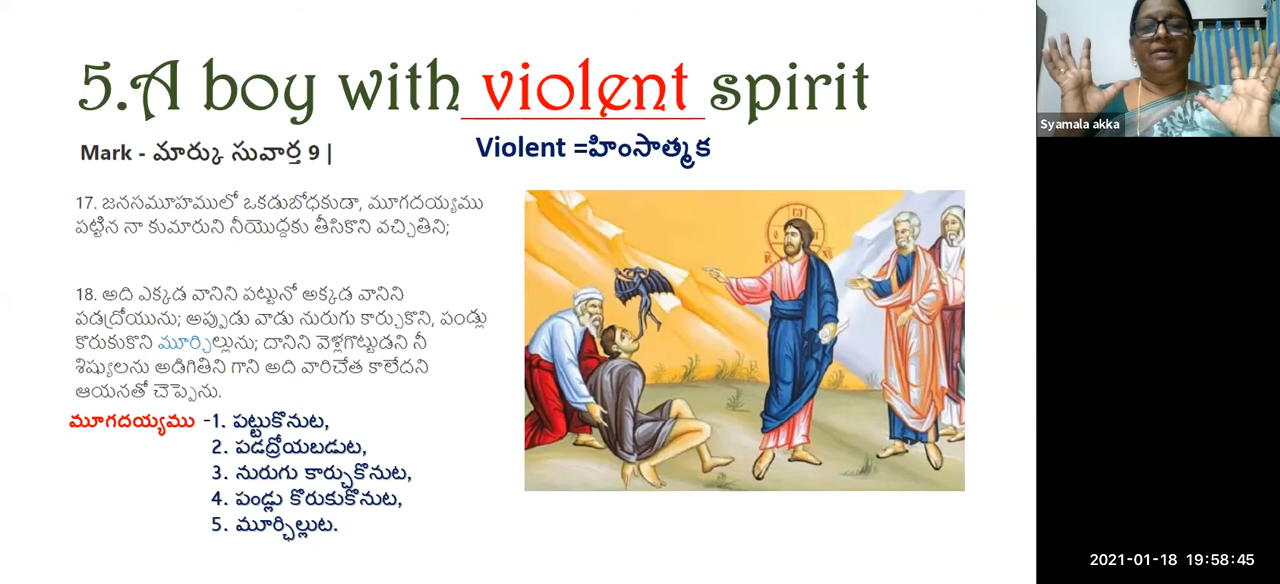 5.A boy with violent spirit
Mark - మార్కు సువార్త 9 |
Violent =హింసాత్మక
17. జనసమూహములో ఒకడుబోధకుడా, మూగదయ్యము
పట్టిన నా కుమారుని నీయొద్దకు తీసికొని వచ్చితిని;
18. అది ఎక్కడ వానిని పట్టునో అక్కడ వానిని
పడద్రోయును; అప్పుడు వాడు నురుగు కార్చుకొని, పండ్లు
కొరుకుకొని మూర్ఛిల్లును; దానిని వెళ్లగొట్టుడని నీ
శిష్యులను అడిగితిని గాని అది వారిచేత కాలేదని
ఆయనతో చెప్పెను.
మూగదయ్యము -1. పట్టుకొనుట,
2. పడద్రోయబడుట,
3. నురుగు కార్చుకొనుట,
4. పండ్లు కొరుకుకొనుట,
5. మూర్ఛిల్లుట.
Syamala akka
2021-01-18 19:58:45